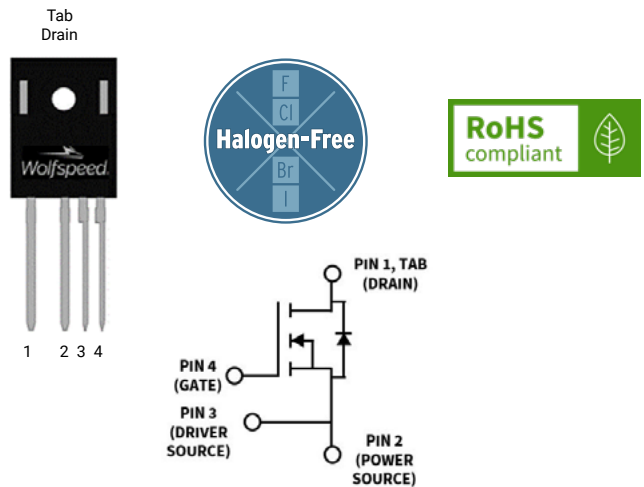 Tab
Drain
Wolfspeed.
1 2 3 4
F
Cl
Halogen-Free
Br
I
RoHS
compliant
PIN 1, TAB
(DRAIN)
PIN 4
(GATE)
PIN 3
(DRIVER
SOURCE)
PIN 2
(POWER
SOURCE)